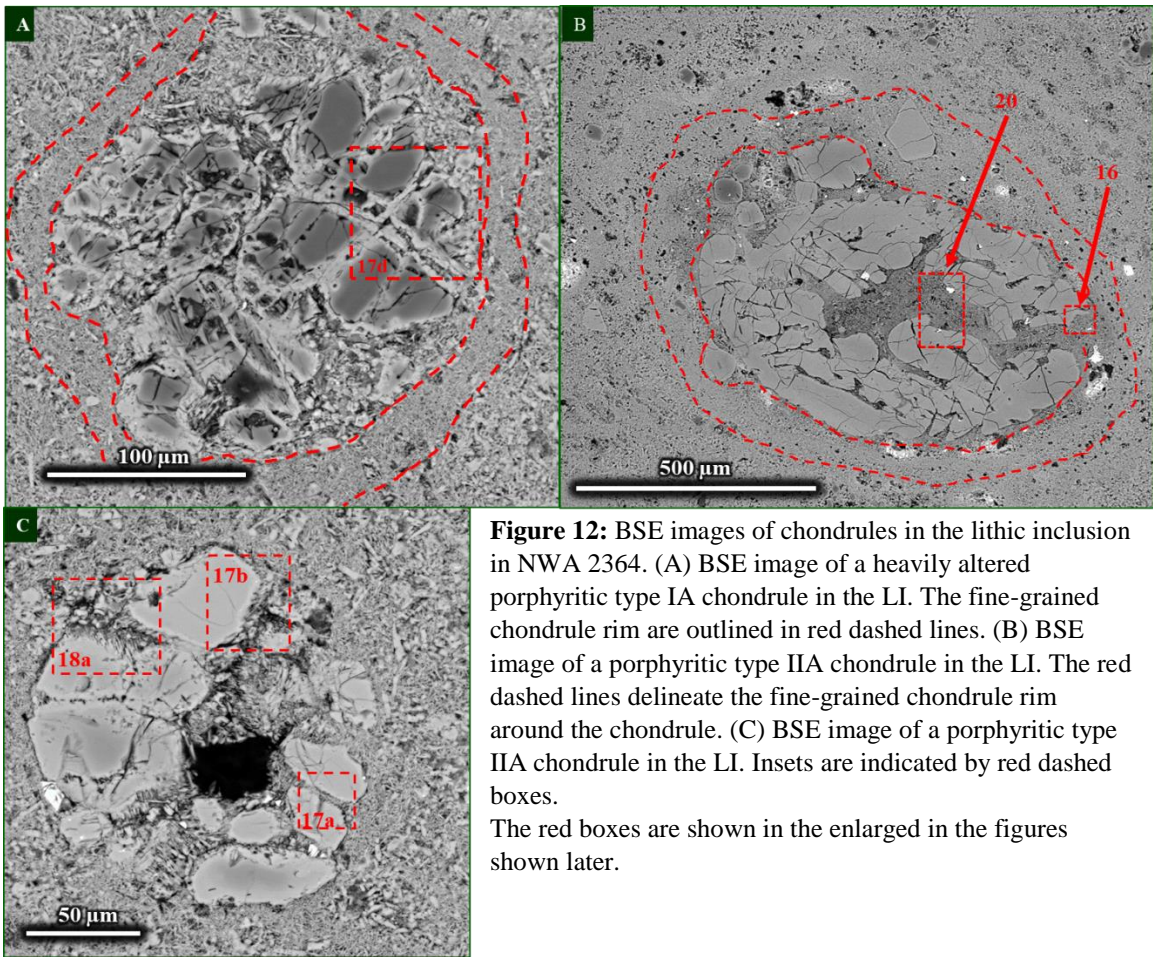 A
17d
100 µm
B
20
16
500 µm
C
17b
18a
17a
50 µm
Figure 12: BSE images of chondrules in the lithic inclusion
in NWA 2364. (A) BSE image of a heavily altered
porphyritic type IA chondrule in the LI. The fine-grained
chondrule rim are outlined in red dashed lines. (B) BSE
image of a porphyritic type IIA chondrule in the LI. The red
dashed lines delineate the fine-grained chondrule rim
around the chondrule. (C) BSE image of a porphyritic type
IIA chondrule in the LI. Insets are indicated by red dashed
boxes.
The red boxes are shown in the enlarged in the figures
shown later.